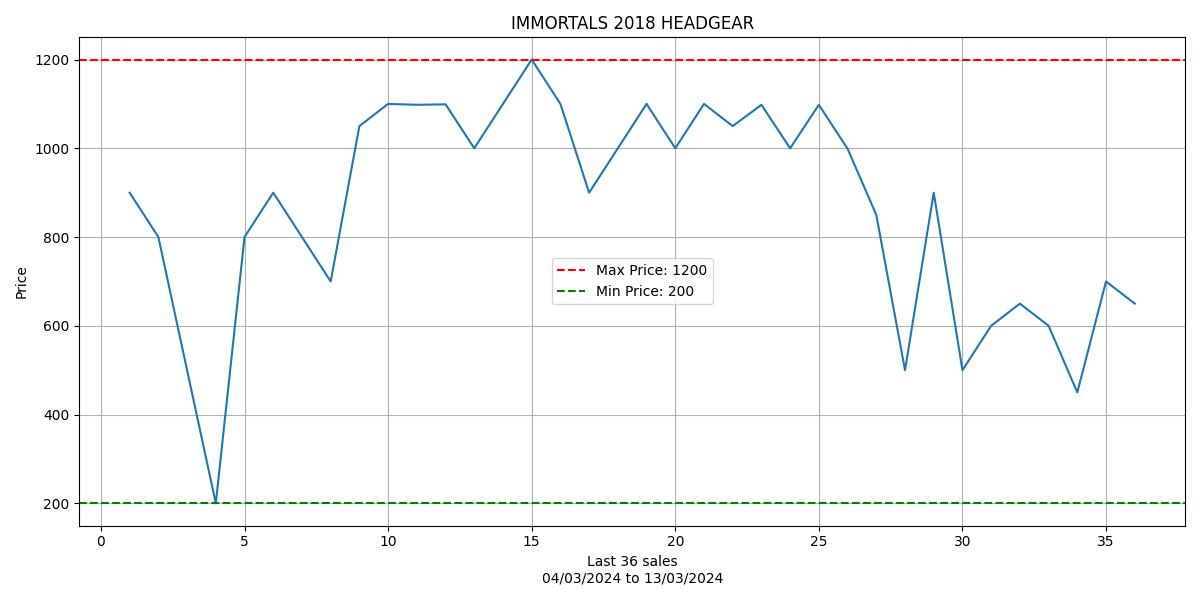 IMMORTALS 2018 HEADGEAR
1200
1000
800
600
400
200
Price
Max Price: 1200
Min Price: 200
0 5 10 15 20 25 30 35
Last 36 sales
04/03/2024 to 13/03/2024